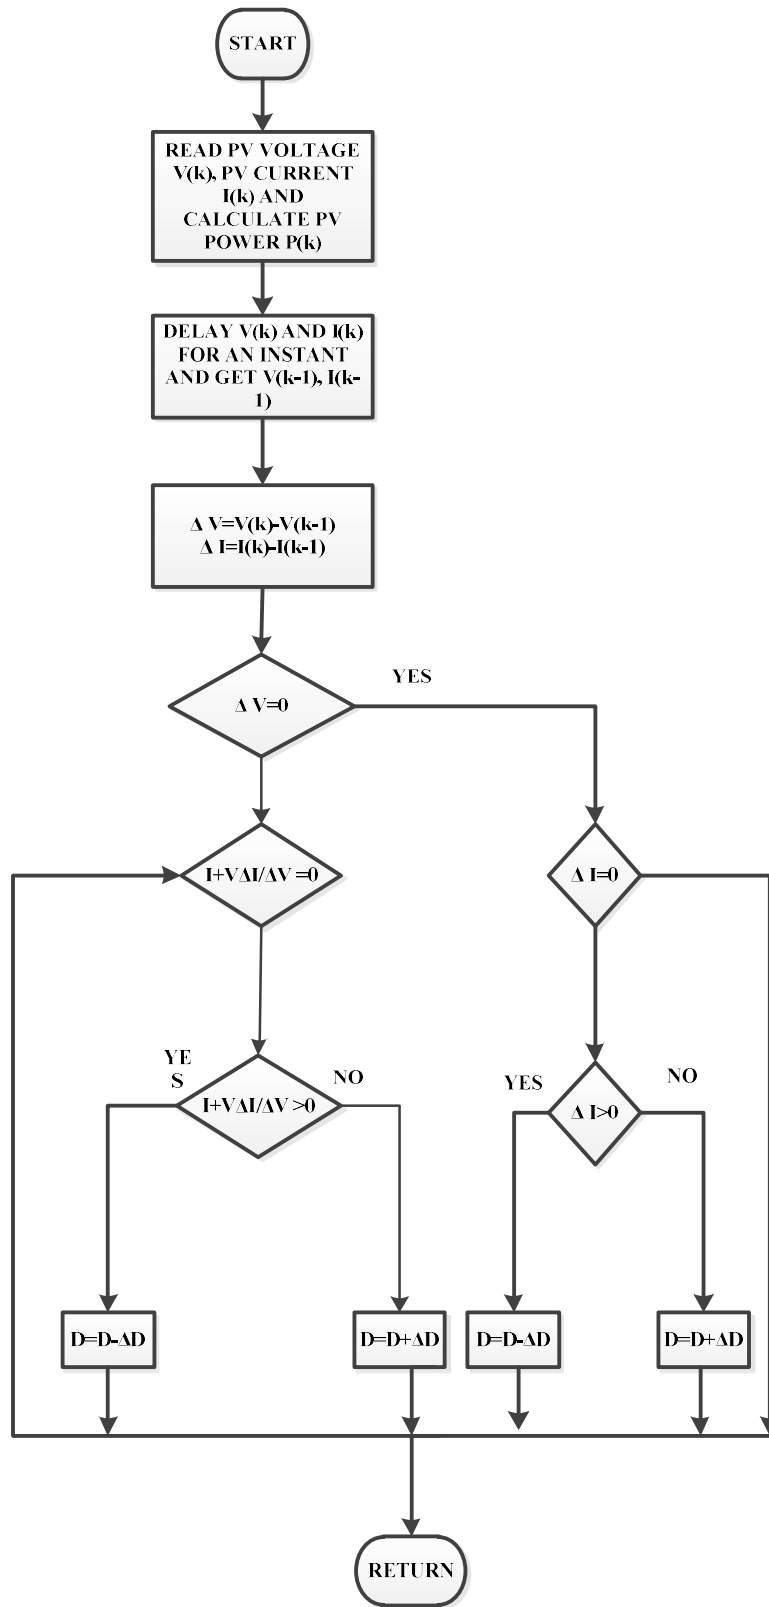 START
READ PV VOLTAGE
V(k), PV CURRENT
I(k) AND
CALCULATE PV
POWER P(k)
DELAY V(k) AND I(k)
FOR AN INSTANT
AND GET V(k-1), I(k-
1)
Δ V=V(k)-V(k-1)
Δ I=I(k)-I(k-1)
YES
Δ V=0
I+VΔI/ΔV =0
Δ I=0
YE
S
NO
YES
NO
I+VΔI/ΔV >0
Δ I>0
D=D-ΔD
D=D+ΔD
D=D-ΔD
D=D+ΔD
RETURN